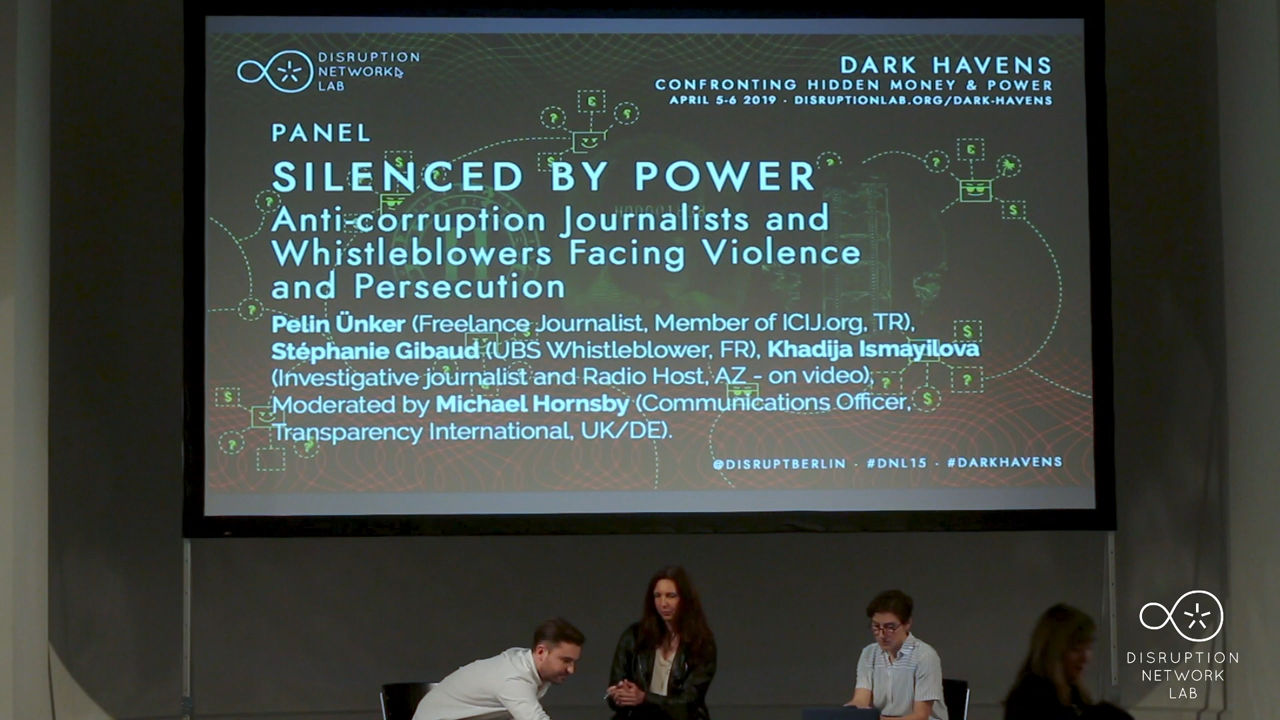 DISRUPTION
NETWORK
LAB
DARK HAVENS
CONFRONTING HIDDEN MONEY & POWER
APRIL 5-6 2019 · DISRUPTIONLAB.ORG/DARK-HAVENS
PANEL
SILENCED BY POWER
Anti-corruption Journalists and
Whistleblowers Facing Violence
and Persecution
Pelin Ünker (Freelance Journalist, Member of ICIJ.org, TR),
Stéphanie Gibaud (UBS Whistleblower, FR), Khadija Ismayilova
(Investigative journalist and Radio Host, AZ - on video),
Moderated by Michael Hornsby (Communications Officer,
Transparency International, UK/DE).
@DISRUPTBERLIN · #DNL15 · #DARKHAVENS
DISRUPTION
NETWORK
LAB